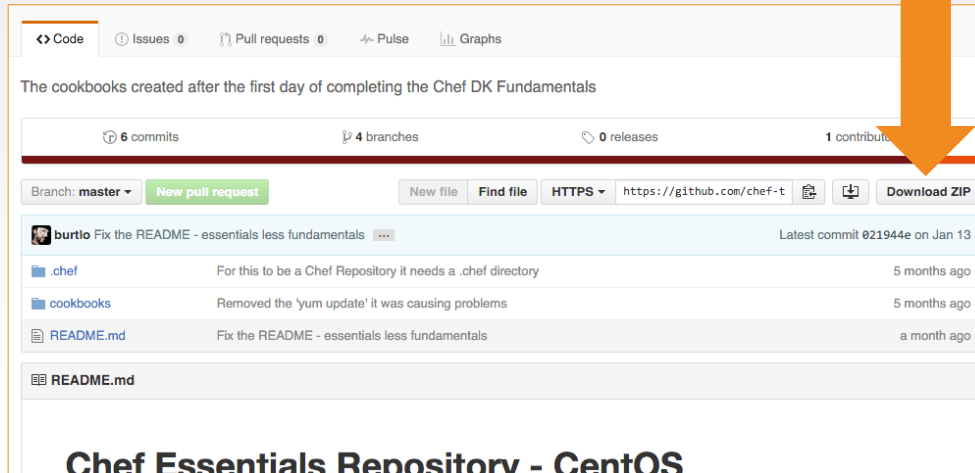 <> Code Issues 0 Pull requests 0 Pulse Graphs
The cookbooks created after the first day of completing the Chef DK Fundamentals
6 commits 4 branches 0 releases 1
Branch: master New pull request New file Find file HTTPS https://github.com/chef-t Download ZIP
burtlo Fix the README - essentials less fundamentals ... Latest commit 021944e on Jan 13
.chef For this to be a Chef Repository it needs a .chef directory 5 months ago
cookbooks Removed the 'yum update' it was causing problems 5 months ago
README.md Fix the README - essentials less fundamentals a month ago
README.md
Chef Essentials Repository - CentOS